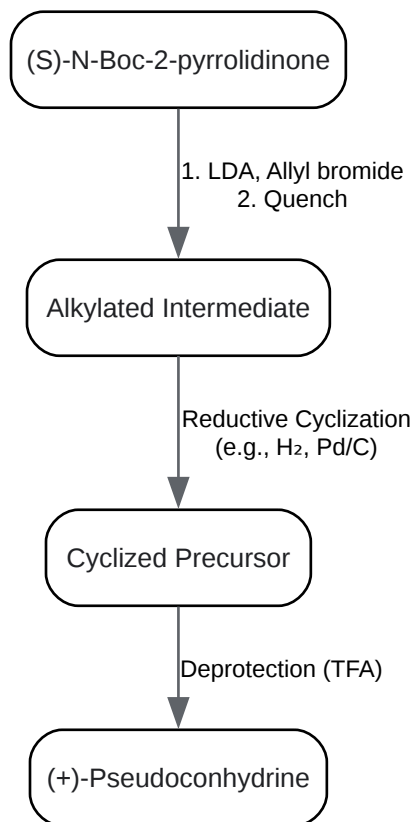 (S)-N-Boc-2-pyrrolidinone
1. LDA, Allyl bromide
2. Quench
Alkylated Intermediate
Reductive Cyclization
(e.g., H₂, Pd/C)
Cyclized Precursor
Deprotection (TFA)
(+)-Pseudoconhydrine